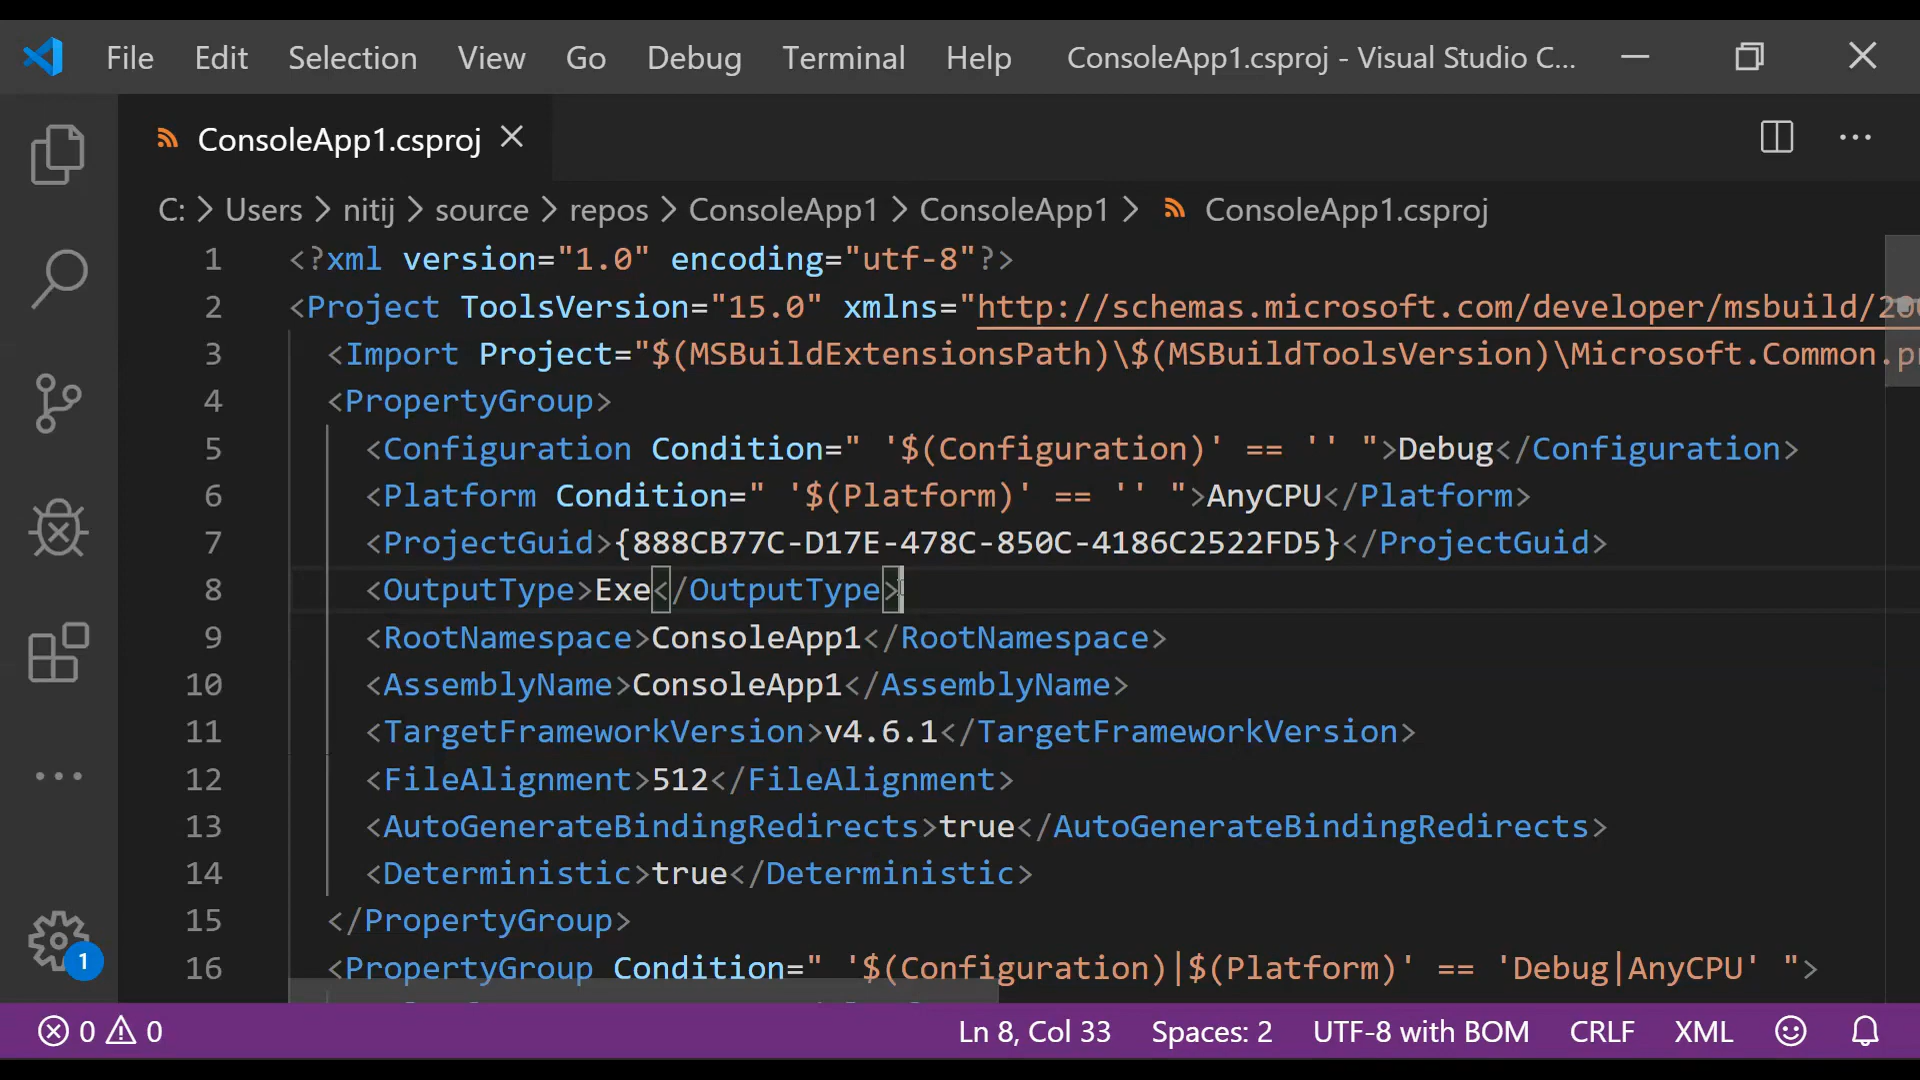 File Edit Selection View Go Debug Terminal Help ConsoleApp1.csproj - Visual Studio C...
ConsoleApp1.csproj
C: > Users > nitij > source > repos > ConsoleApp1 > ConsoleApp1 > ConsoleApp1.csproj
1 <?xml version="1.0" encoding="utf-8"?>
2 <Project ToolsVersion="15.0" xmlns="http://schemas.microsoft.com/developer/msbuild/200
3 <Import Project="$(MSBuildExtensionsPath)\$(MSBuildToolsVersion)\Microsoft.Common.pr
4 <PropertyGroup>
5 <Configuration Condition=" '$(Configuration)' == '' ">Debug</Configuration>
6 <Platform Condition=" '$(Platform)' == '' ">AnyCPU</Platform>
7 <ProjectGuid>{888CB77C-D17E-478C-850C-4186C2522FD5}</ProjectGuid>
8 <OutputType>Exe</OutputType>
9 <RootNamespace>ConsoleApp1</RootNamespace>
10 <AssemblyName>ConsoleApp1</AssemblyName>
11 <TargetFrameworkVersion>v4.6.1</TargetFrameworkVersion>
12 <FileAlignment>512</FileAlignment>
13 <AutoGenerateBindingRedirects>true</AutoGenerateBindingRedirects>
14 <Deterministic>true</Deterministic>
15 </PropertyGroup>
16 <PropertyGroup Condition=" '$(Configuration)|$(Platform)' == 'Debug|AnyCPU' ">
1
0 0 Ln 8, Col 33 Spaces: 2 UTF-8 with BOM CRLF XML